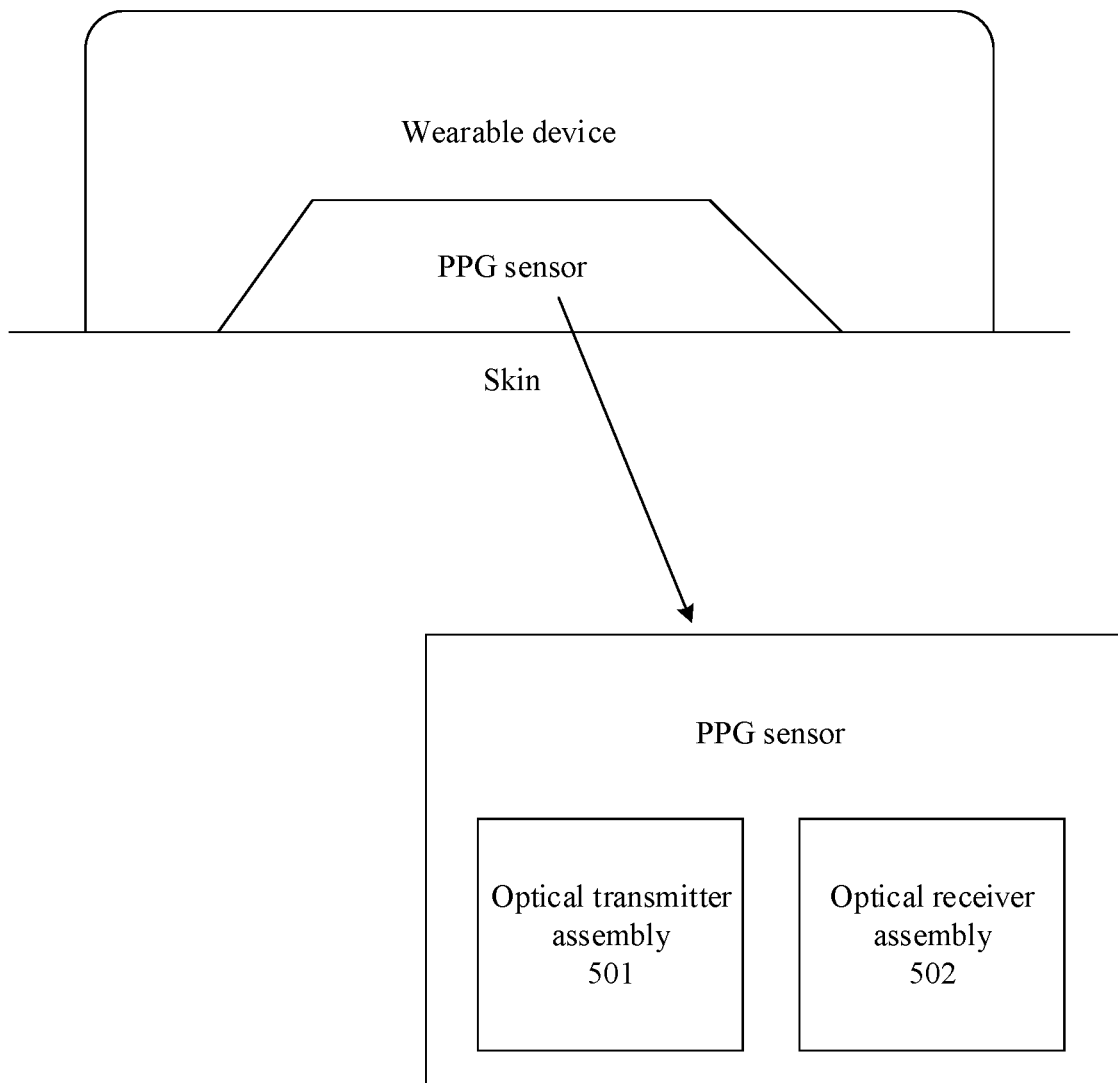 Wearable device
PPG sensor
Skin
PPG sensor
Optical transmitter
assembly
501
Optical receiver
assembly
502